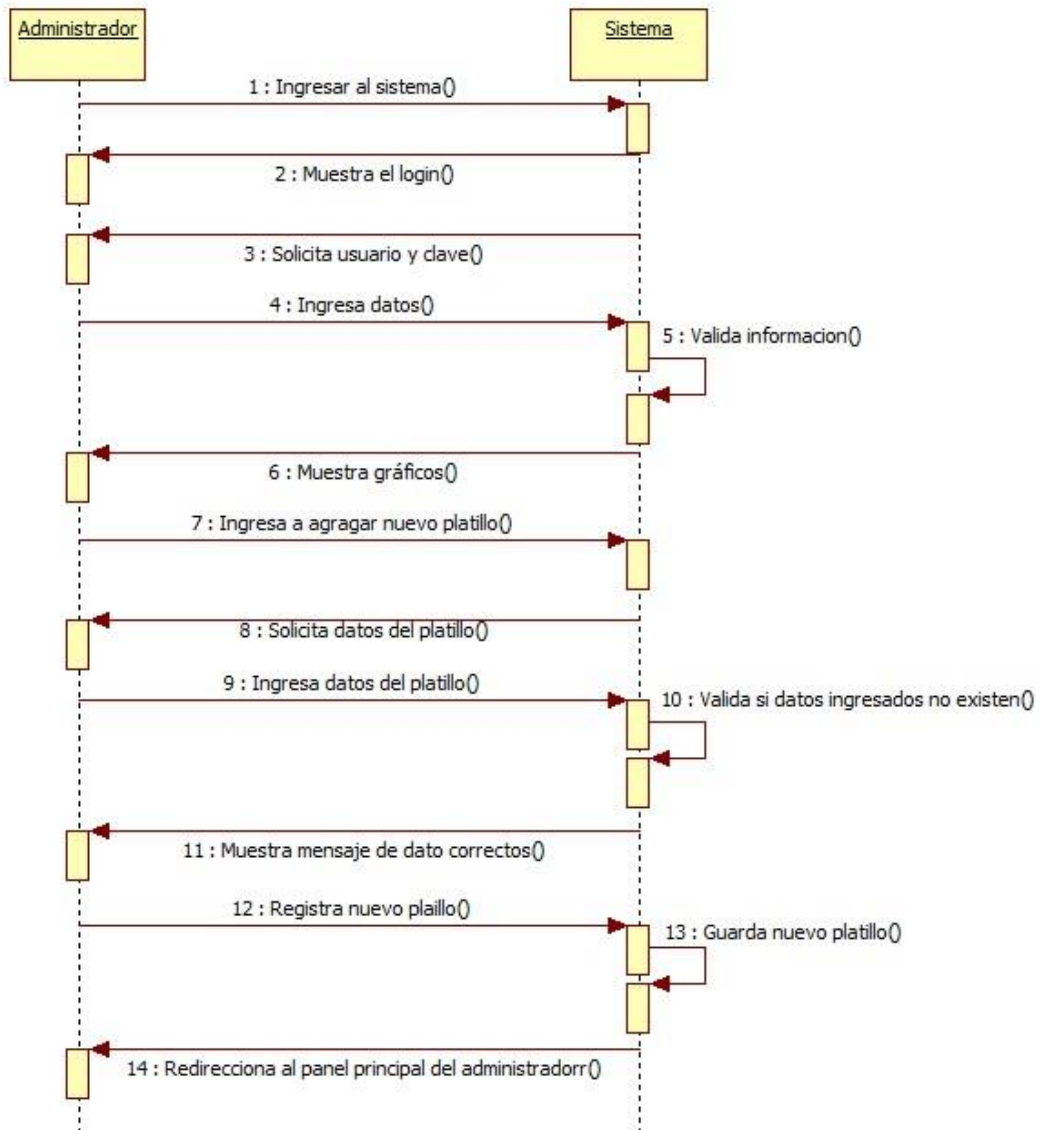 Administrador
Sistema
1 : Ingresar al sistema()
2 : Muestra el login()
3 : Solicita usuario y clave()
4 : Ingresa datos()
5 : Valida informacion()
6 : Muestra gráficos()
7 : Ingresa a agragar nuevo platillo()
8 : Solicita datos del platillo()
9 : Ingresa datos del platillo()
10 : Valida si datos ingresados no existen()
11 : Muestra mensaje de dato correctos()
12 : Registra nuevo plaillo()
13 : Guarda nuevo platillo()
14 : Redirecciona al panel principal del administradorr()